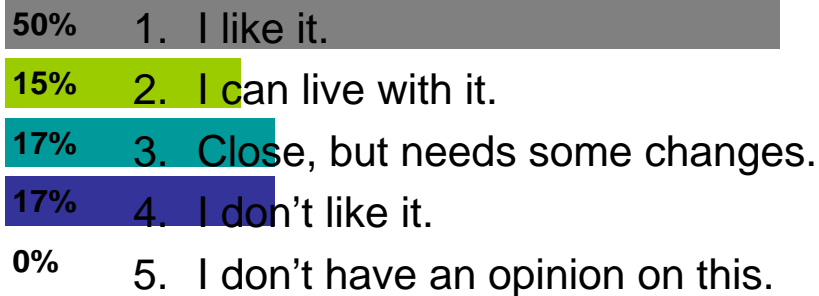 50% 1. I like it.
15% 2. I can live with it.
17% 3. Close, but needs some changes.
17% 4. I don't like it.
0% 5. I don't have an opinion on this.